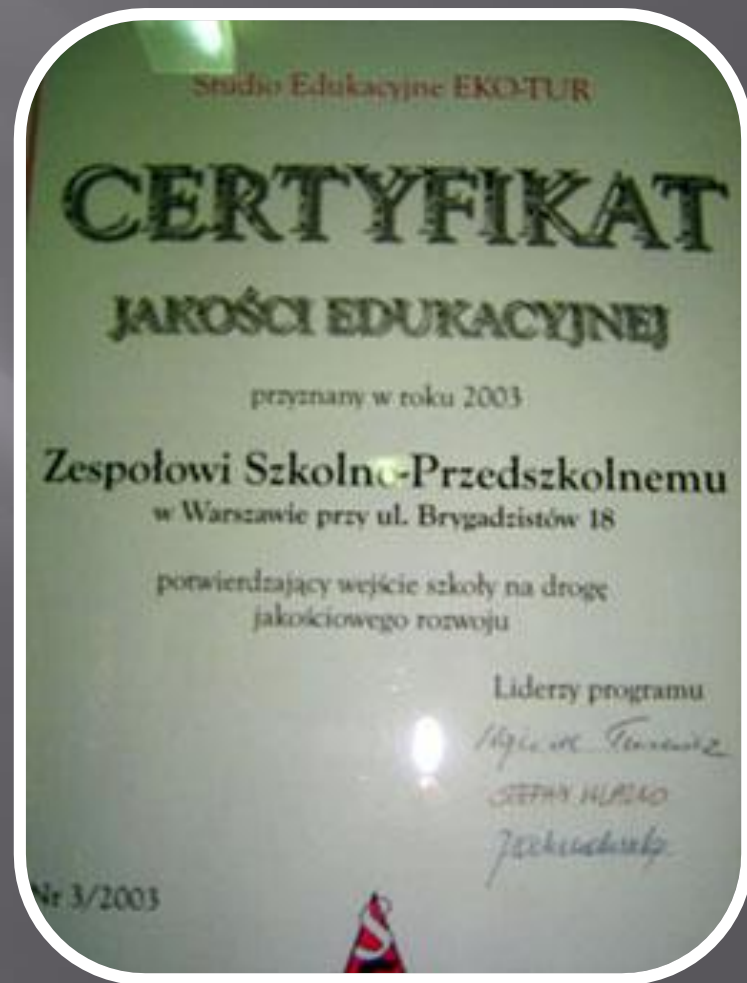 Studio Edukacyjne EKO-TUR
CERTYFIKAT
JAKOŚCI EDUKACYJNEJ
przyznany w roku 2003
Zespołowi Szkolno-Przedszkolnemu
w Warszawie przy ul. Brygadzistów 18
potwierdzający wejście szkoły na drogę
jakościowego rozwoju
Liderzy programu
STEFAN
Nr 3/2003
S